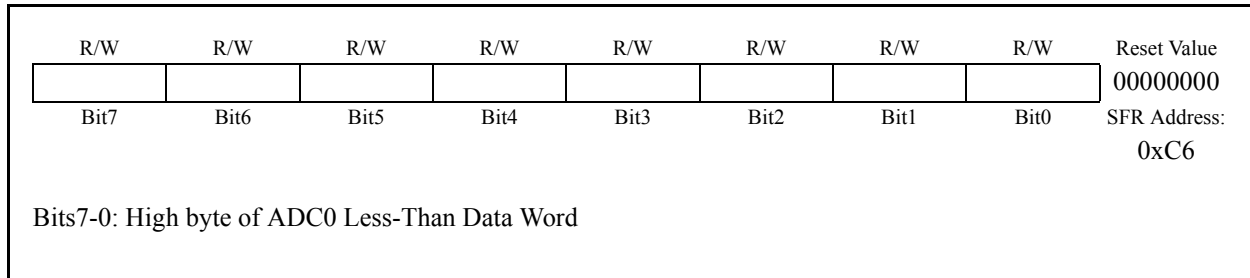 R/W R/W R/W R/W R/W R/W R/W R/W Reset Value
00000000
Bit7 Bit6 Bit5 Bit4 Bit3 Bit2 Bit1 Bit0 SFR Address:
0xC6
Bits7-0: High byte of ADC0 Less-Than Data Word